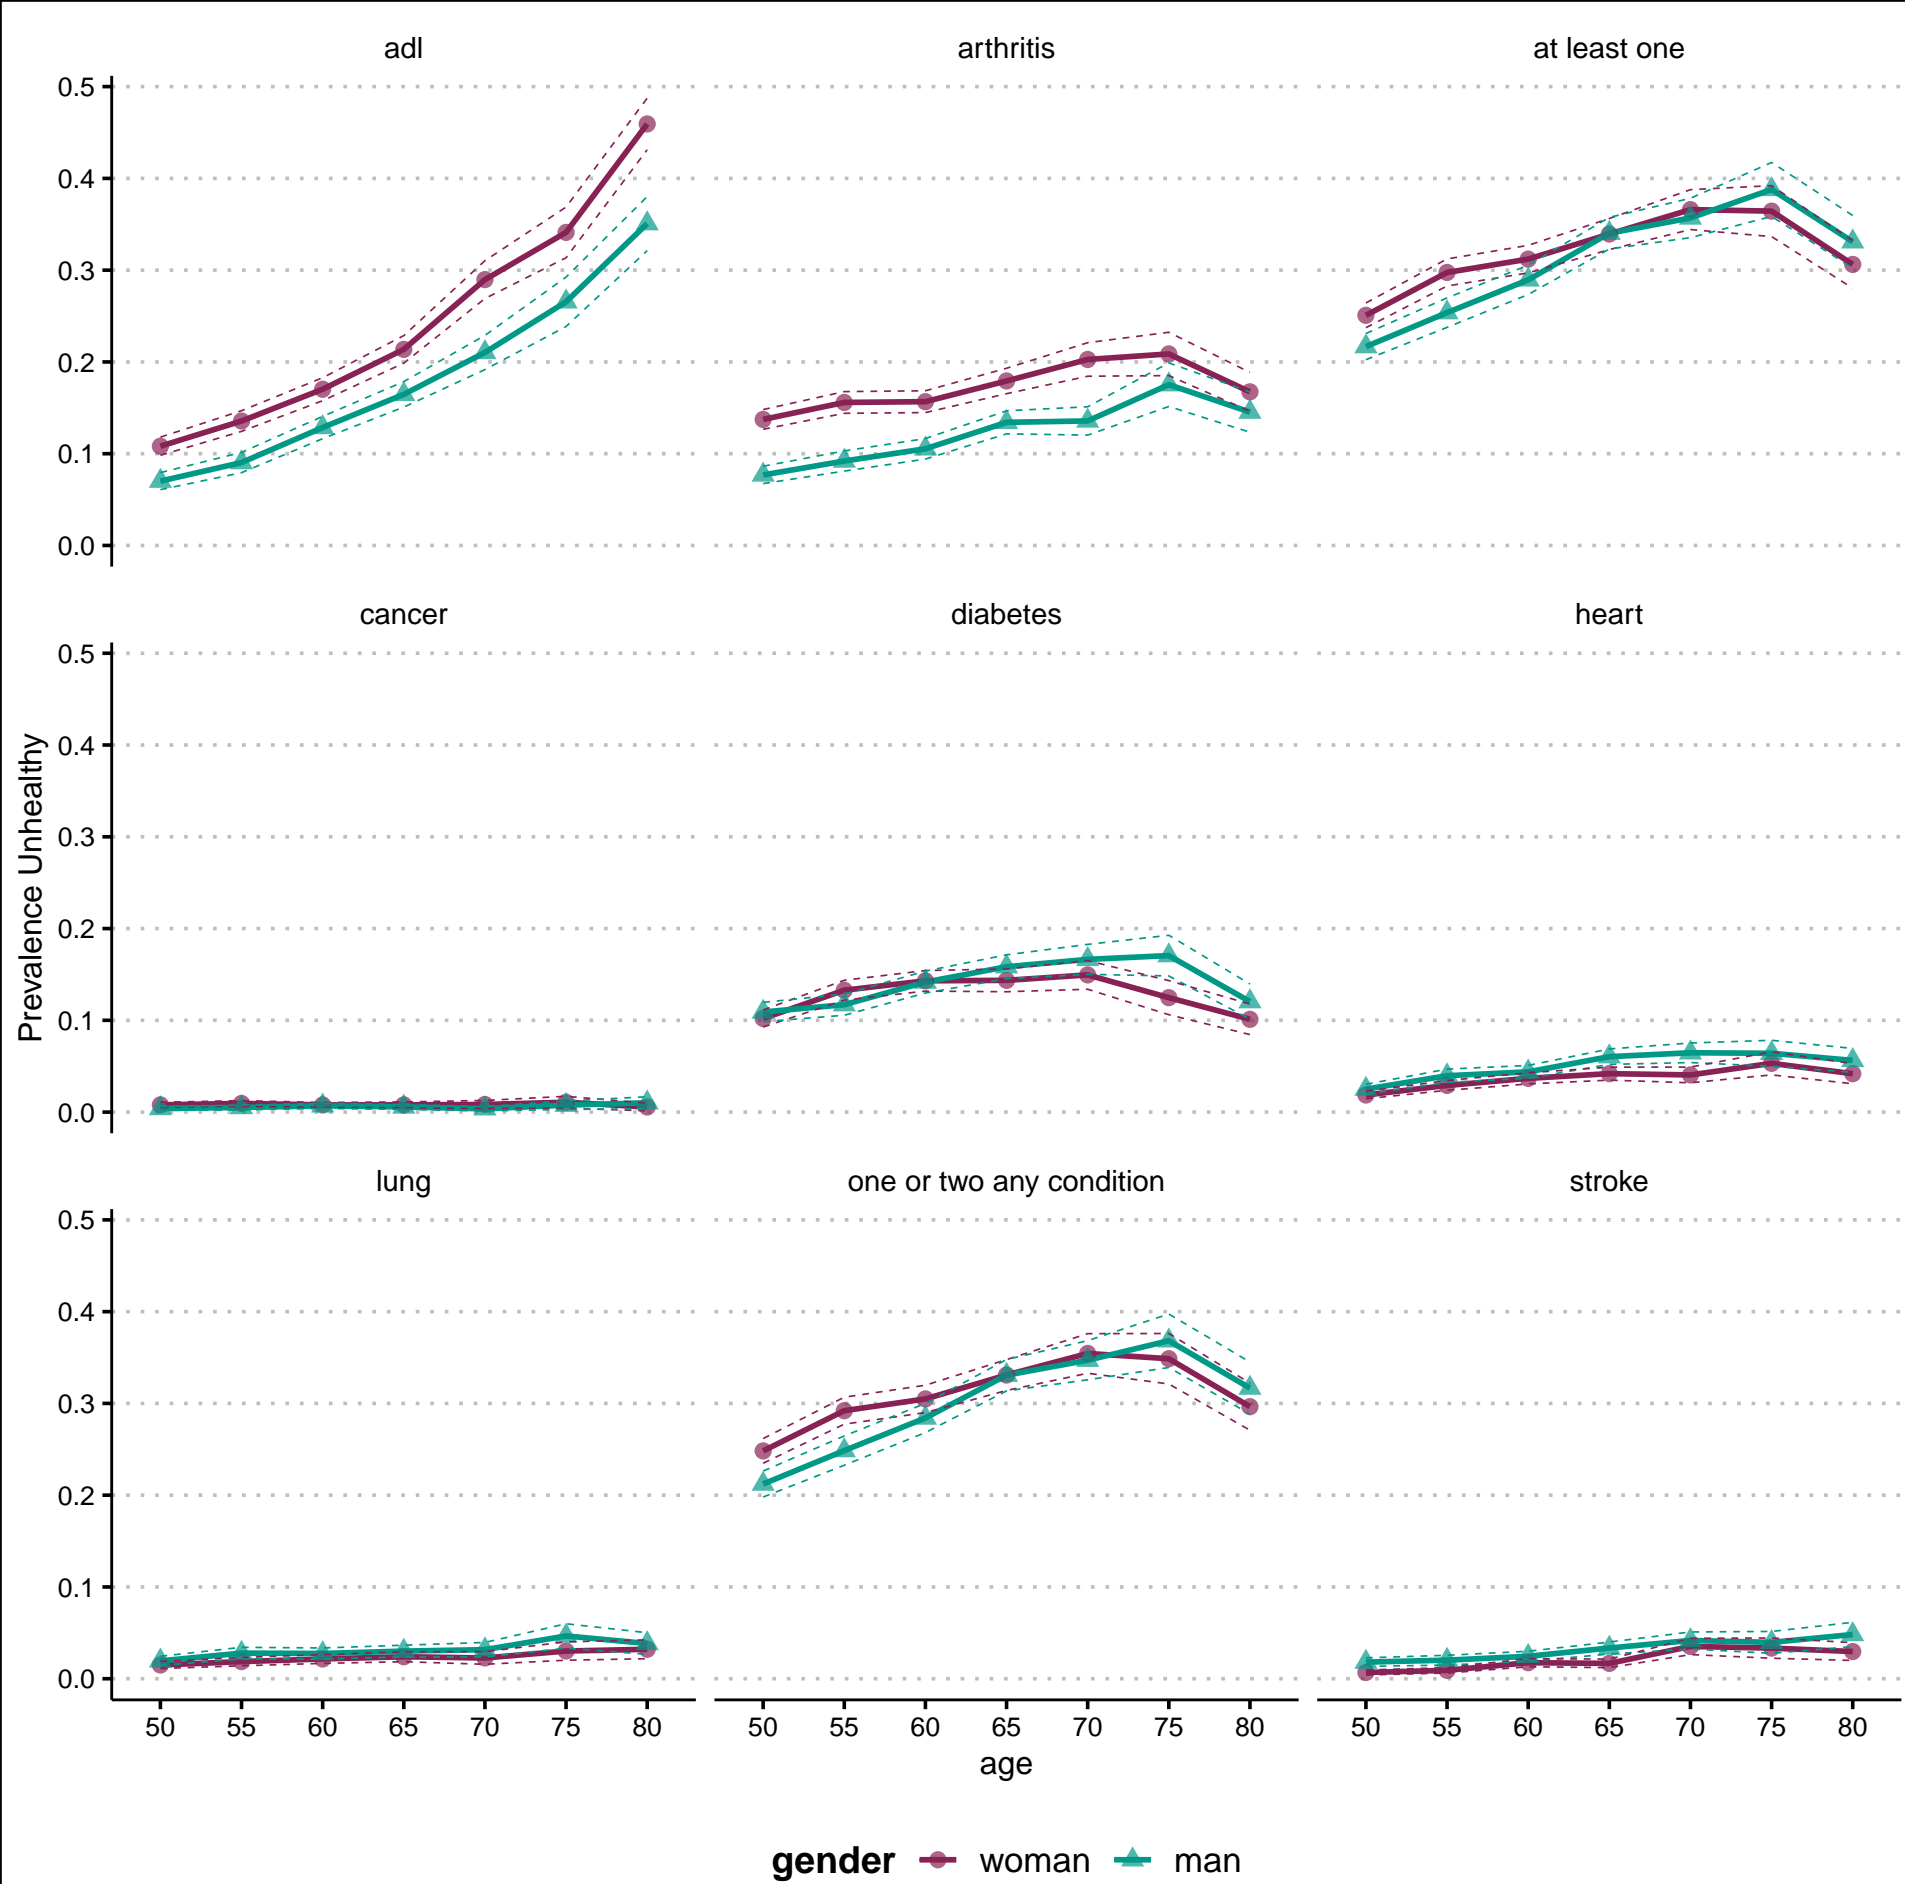 adl arthritis at least one
0.5
0.4
0.3
0.2
0.1
0.0
cancer diabetes heart
0.5
0.4
0.3
0.2
0.1
0.0
Prevalence Unhealthy
lung one or two any condition stroke
0.5
0.4
0.3
0.2
0.1
0.0
50 55 60 65 70 75 80 50 55 60 65 70 75 80 50 55 60 65 70 75 80
age
gender woman man